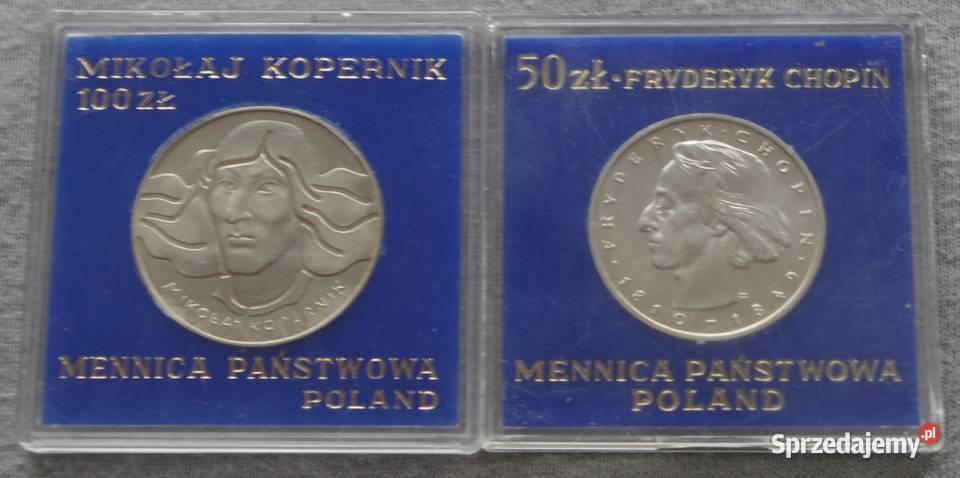 MIKOŁAJ KOPERNIK
100 ZŁ
MIKOŁAJ KOPERNIK
MENNICA PAŃSTWOWA
POLAND
50 ZŁ · FRYDERYK CHOPIN
FRYDERYK · CHOPIN
1810 – 1849
MENNICA PAŃSTWOWA
POLAND
Sprzedajemy.pl